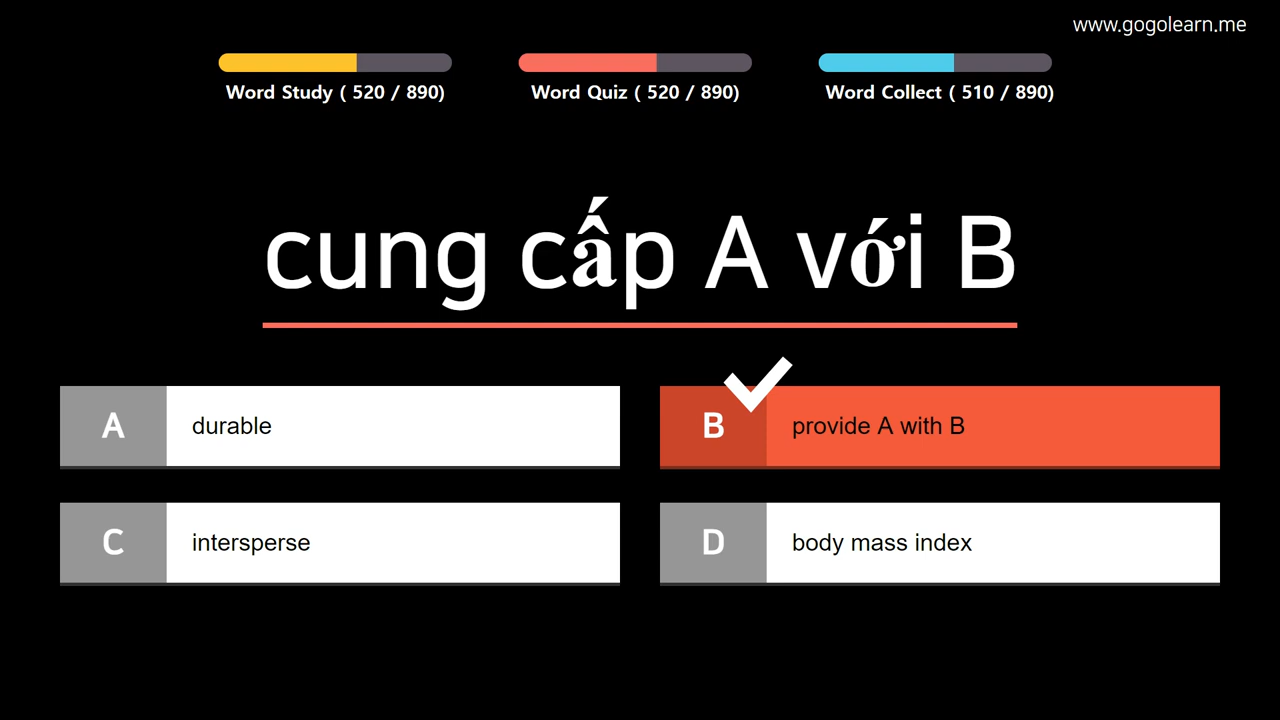 www.gogolearn.me
Word Study ( 520 / 890)
Word Quiz ( 520 / 890)
Word Collect ( 510 / 890)
cung cấp A với B
A
durable
B
provide A with B
C
intersperse
D
body mass index